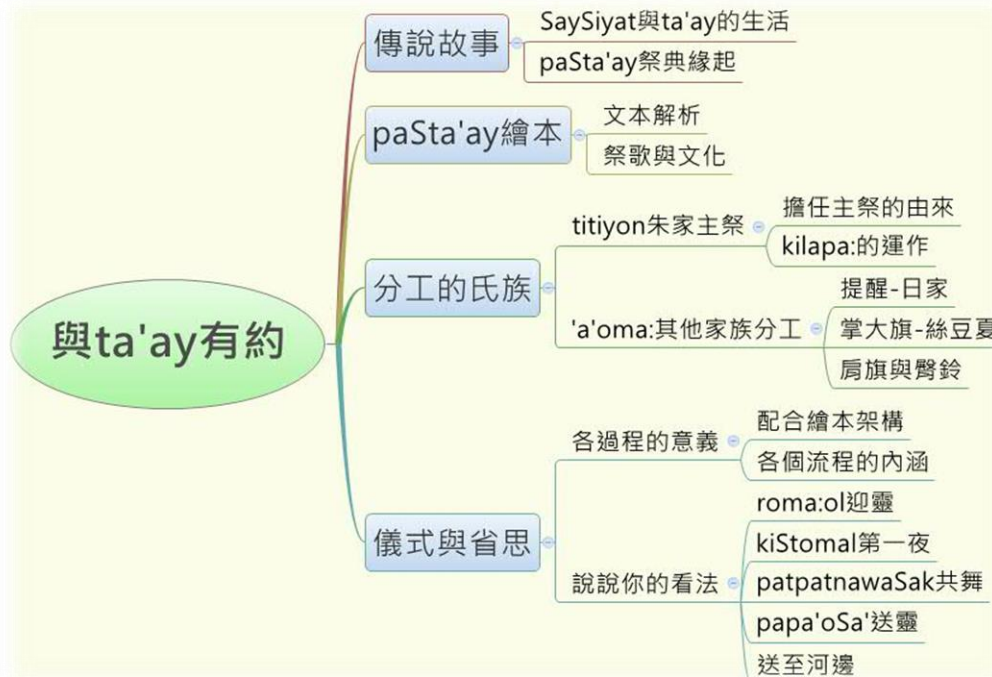 與ta'ay有約
傳說故事
SaySiyat與ta'ay的生活
paSta'ay祭典緣起
paSta'ay繪本
文本解析
祭歌與文化
分工的氏族
titiyon朱家主祭
擔任主祭的由來
kilapa:的運作
'a'oma:其他家族分工
提醒-日家
掌大旗-絲豆夏
肩旗與臀鈴
儀式與省思
各過程的意義
配合繪本架構
各個流程的內涵
說說你的看法
roma:ol迎靈
kiStomal第一夜
patpatnawaSak共舞
papa'oSa'送靈
送至河邊